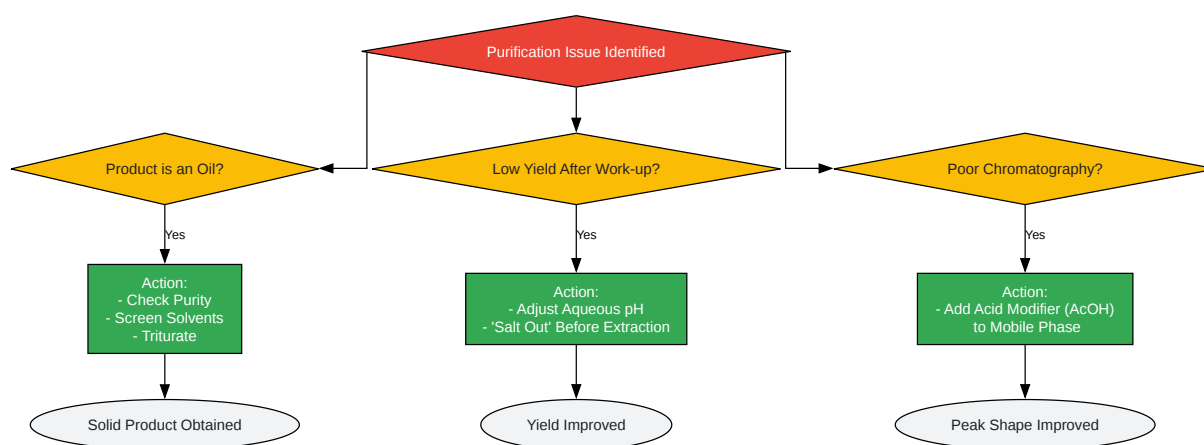 Purification Issue Identified
Product is an Oil?
Low Yield After Work-up?
Poor Chromatography?
Yes
Yes
Yes
Action:
- Check Purity
- Screen Solvents
- Triturate
Action:
- Adjust Aqueous pH
- 'Salt Out' Before Extraction
Action:
- Add Acid Modifier (AcOH)
to Mobile Phase
Solid Product Obtained
Yield Improved
Peak Shape Improved